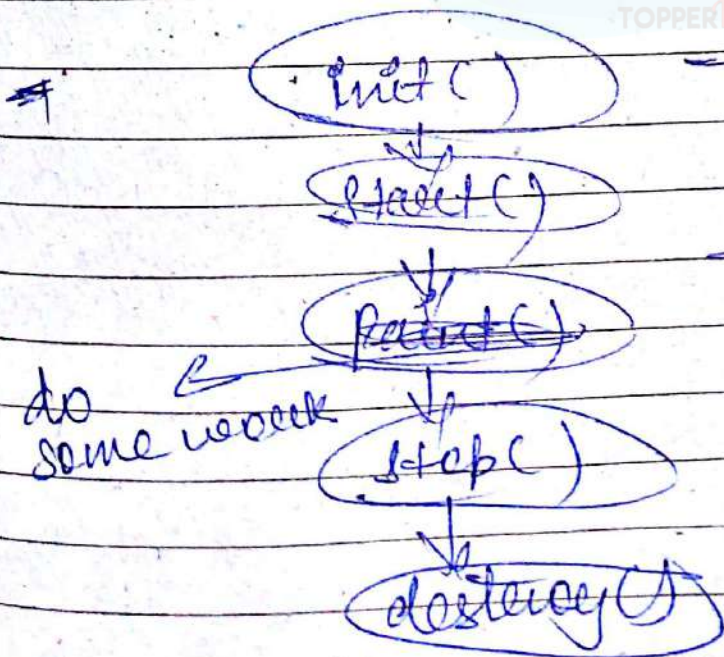 TOPPER
init()
start()
paint()
do
some work
stop()
destroy()